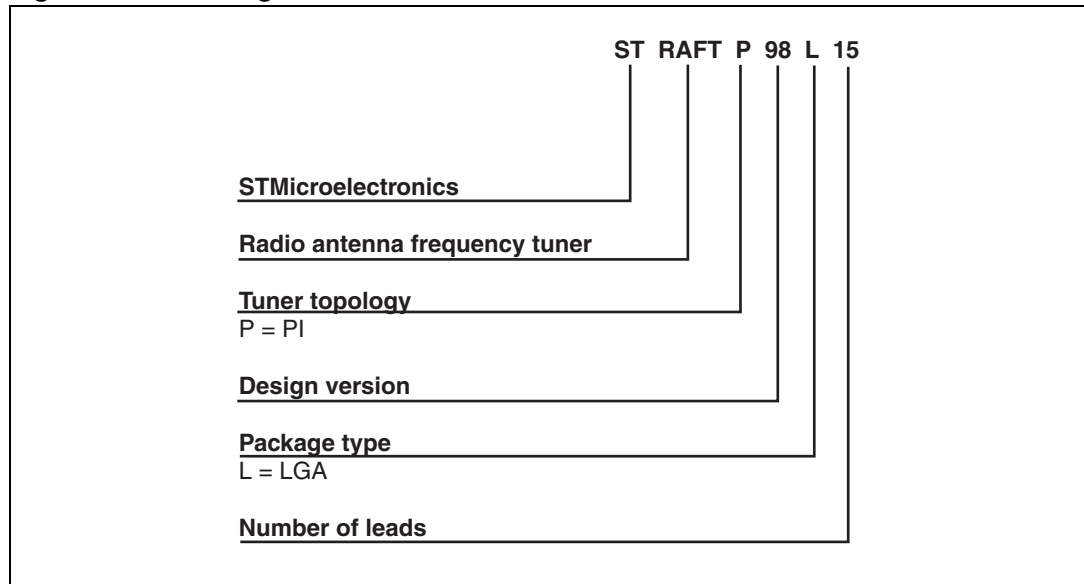 ST RAFT P 98 L 15
STMicroelectronics
Radio antenna frequency tuner
Tuner topology
P = PI
Design version
Package type
L = LGA
Number of leads